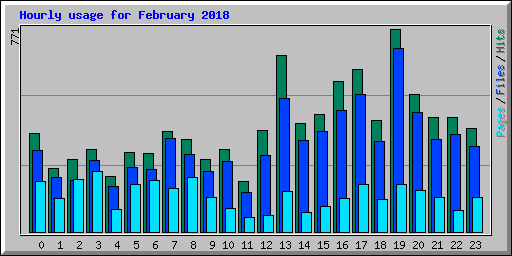 Hourly usage for February 2018
771
Pages/Files/Hits
0 1 2 3 4 5 6 7 8 9 10 11 12 13 14 15 16 17 18 19 20 21 22 23